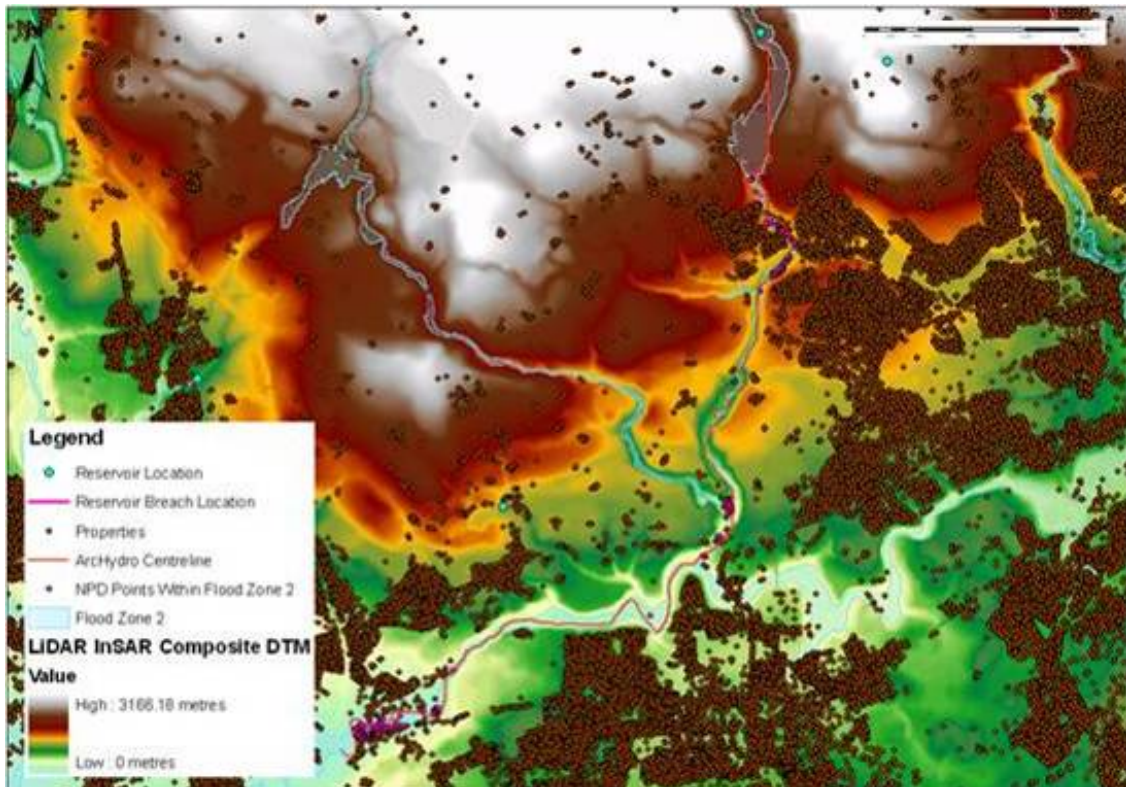 N
Legend
Reservoir Location
Reservoir Breach Location
Properties
ArcHydro Centreline
NPD Points Within Flood Zone 2
Flood Zone 2
LiDAR InSAR Composite DTM
Value
High : 3166.18 metres
Low : 0 metres